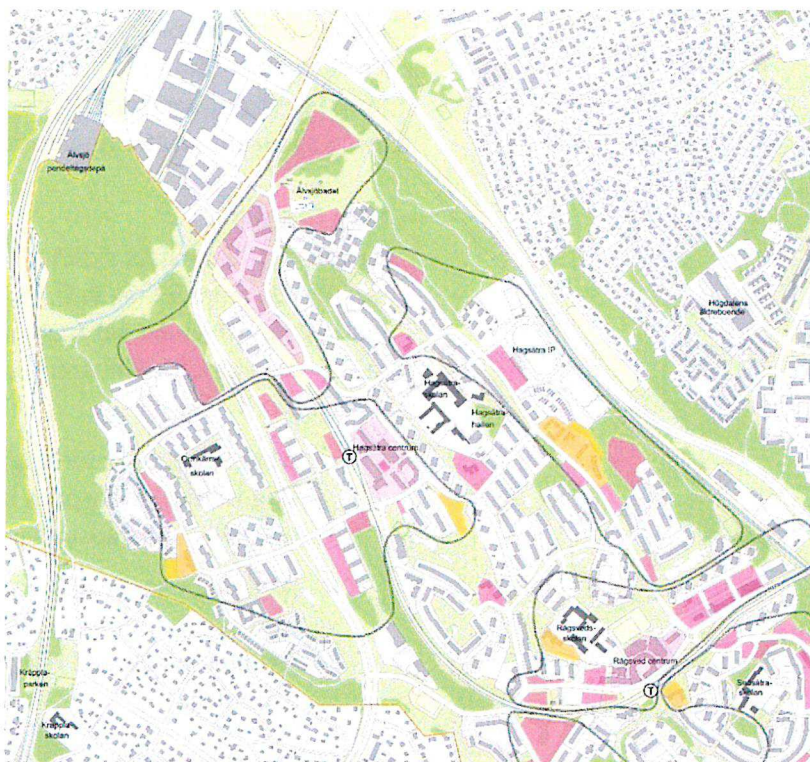 Älvsjö
pendeltågsdepå
Älvsjöbadet
Högdalens
äldreboende
Hagsätra IP
Hagsätra-
skolan
Hagsätra-
hallen
Hagsätra centrum
T
skolan
Rågsveds-
skolan
Rågsved centrum
T
Snösätra-
skolan
Kräppla-
parken
Kräppla
skolan